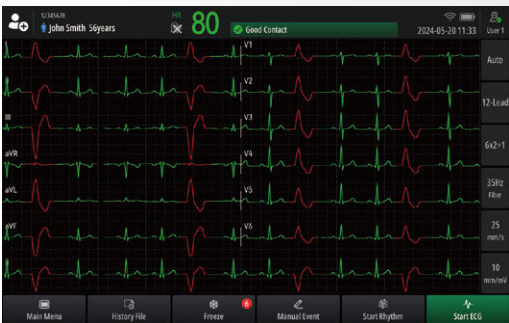 12345678
John Smith 56years
HR
80
Good Contact
2024-05-20 11:33
User 1
Auto
12-Lead
6x2+1
35Hz
Filter
25
mm/s
10
mm/mV
V1
V2
III
V3
aVR
V4
aVL
V5
aVF
V6
Main Menu
History File
Freeze
6
Manual Event
Start Rhythm
Start ECG